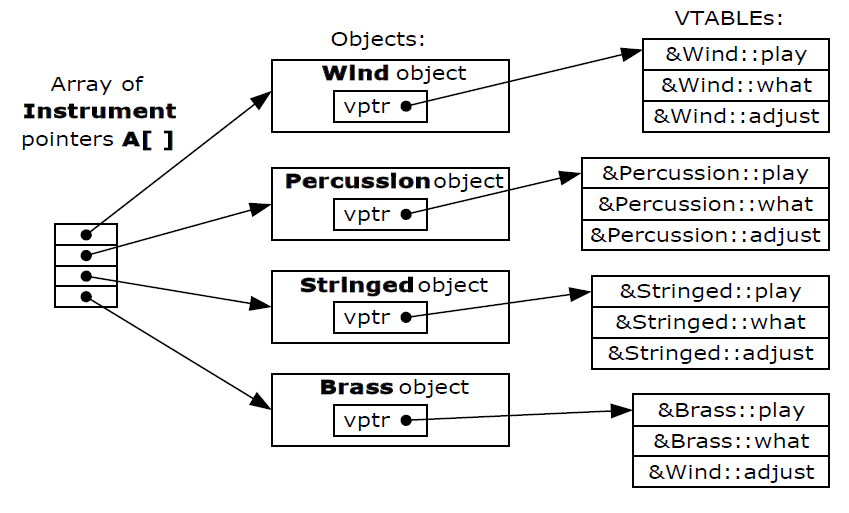 VTABLEs:
Objects:
Array of
Instrument
pointers A[ ]
Wind object
vptr
&Wind::play
&Wind::what
&Wind::adjust
Percussion object
vptr
&Percussion::play
&Percussion::what
&Percussion::adjust
Stringed object
vptr
&Stringed::play
&Stringed::what
&Stringed::adjust
Brass object
vptr
&Brass::play
&Brass::what
&Wind::adjust